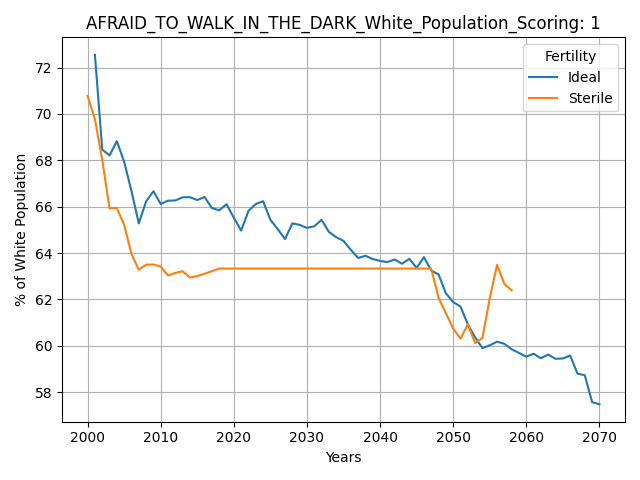 AFRAID_TO_WALK_IN_THE_DARK_White_Population_Scoring: 1
Fertility
Ideal
Sterile
% of White Population
72
70
68
66
64
62
60
58
2000 2010 2020 2030 2040 2050 2060 2070
Years